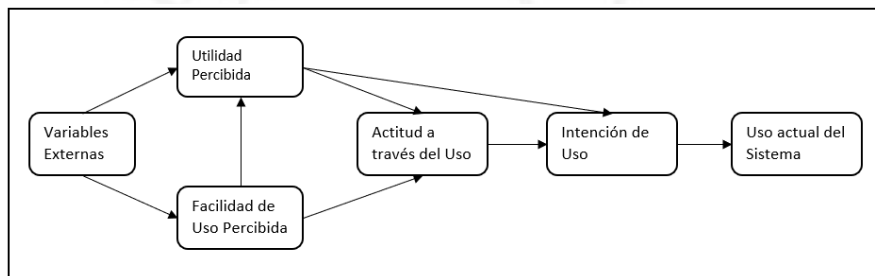 Utilidad
Percibida
Variables
Externas
Actitud a
través del Uso
Intención de
Uso
Uso actual del
Sistema
Facilidad de
Uso Percibida